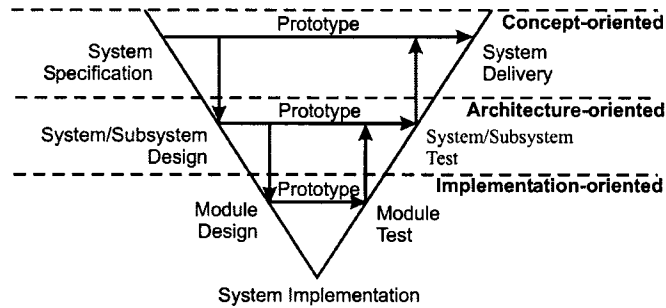 Prototype
Concept-oriented
System
Specification
System
Delivery
Prototype
Architecture-oriented
System/Subsystem
Design
System/Subsystem
Test
Prototype
Implementation-oriented
Module
Design
Module
Test
System Implementation